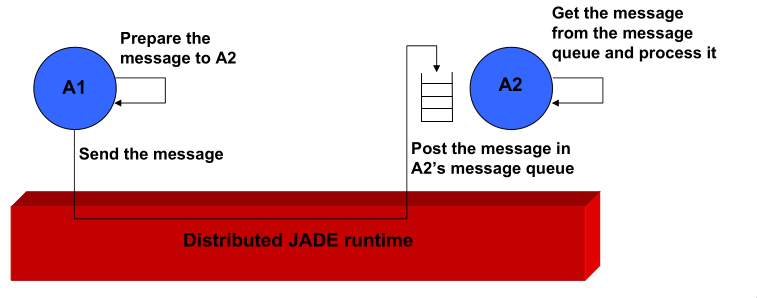 Prepare the
message to A2
A1
Send the message
Get the message
from the message
queue and process it
A2
Post the message in
A2’s message queue
Distributed JADE runtime